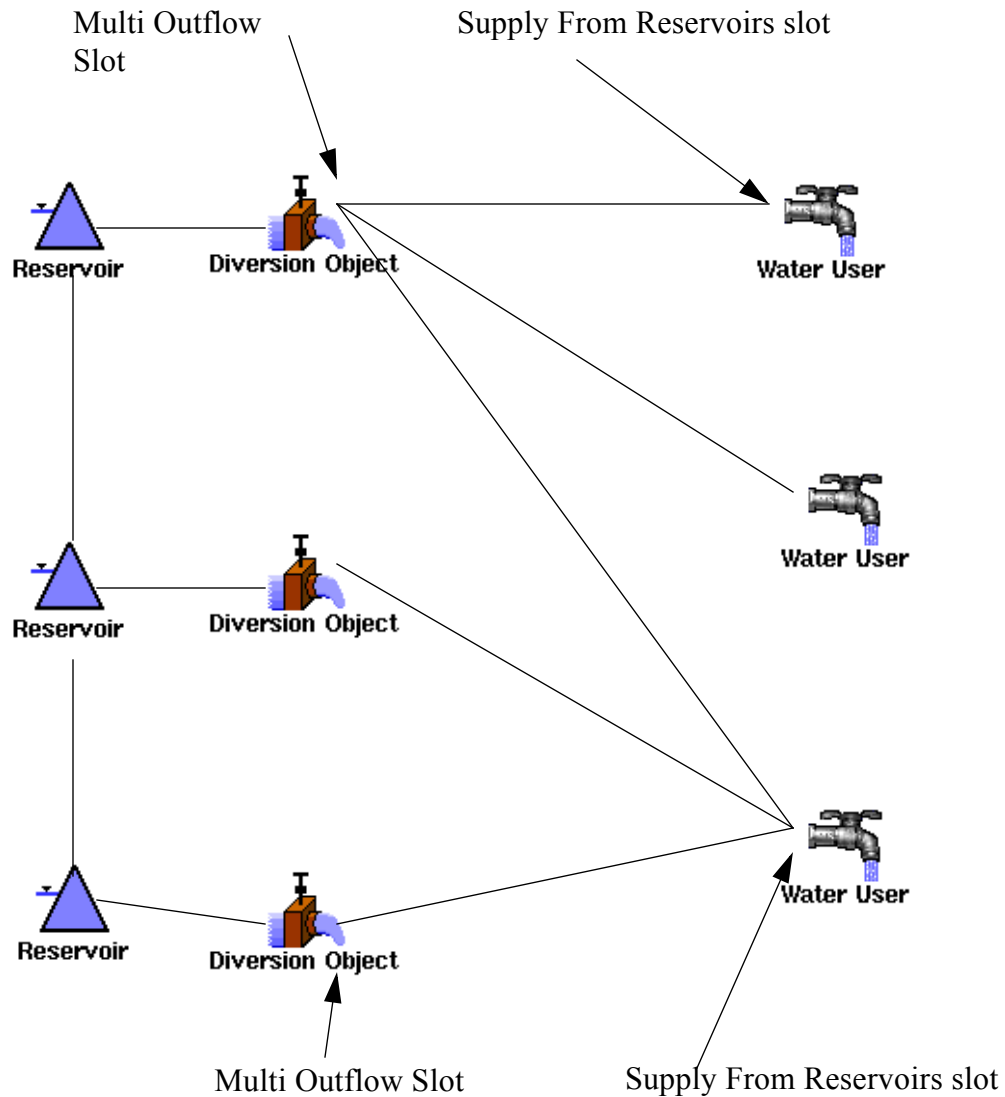 Multi Outflow
Slot
Supply From Reservoirs slot
Reservoir
Diversion Object
Water User
Water User
Reservoir
Diversion Object
Water User
Reservoir
Diversion Object
Multi Outflow Slot
Supply From Reservoirs slot